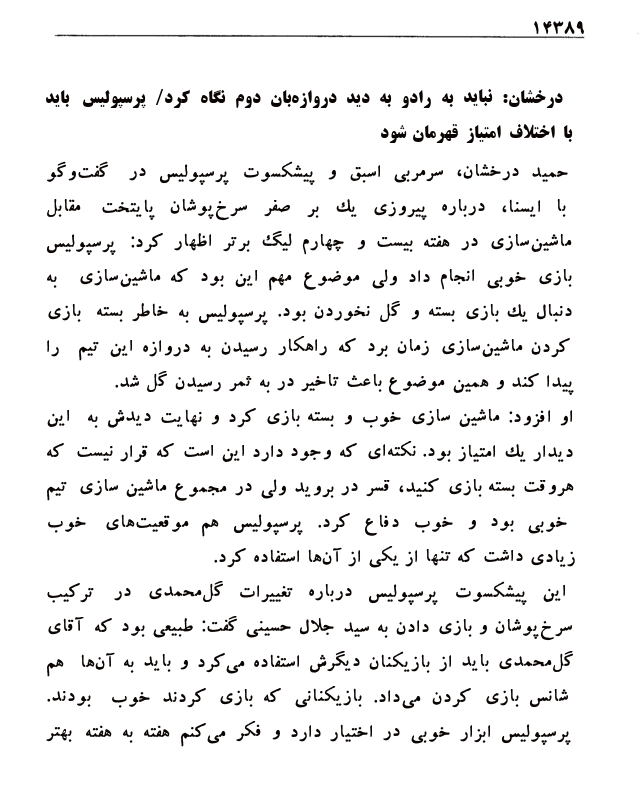 ۱۴۳۸۹
درخشان: نباید به رادو به دید دروازه‌بان دوم نگاه کرد/ پرسپولیس باید
با اختلاف امتیاز قهرمان شود
حمید درخشان، سرمربی اسبق و پیشکسوت پرسپولیس در گفت‌وگو
با ایسنا، درباره پیروزی یك بر صفر سرخ‌پوشان پایتخت مقابل
ماشین‌سازی در هفته بیست و چهارم لیگ برتر اظهار کرد: پرسپولیس
بازی خوبی انجام داد ولی موضوع مهم این بود که ماشین‌سازی به
دنبال یك بازی بسته و گل نخوردن بود. پرسپولیس به خاطر بسته بازی
کردن ماشین‌سازی زمان برد که راهکار رسیدن به دروازه این تیم را
پیدا کند و همین موضوع باعث تاخیر در به ثمر رسیدن گل شد.
او افزود: ماشین سازی خوب و بسته بازی کرد و نهایت دیدش به این
دیدار یك امتیاز بود. نکته‌ای که وجود دارد این است که قرار نیست که
هروقت بسته بازی کنید، قسر در بروید ولی در مجموع ماشین سازی تیم
خوبی بود و خوب دفاع کرد. پرسپولیس هم موقعیت‌های خوب
زیادی داشت که تنها از یکی از آن‌ها استفاده کرد.
این پیشکسوت پرسپولیس درباره تغییرات گل‌محمدی در ترکیب
سرخ‌پوشان و بازی دادن به سید جلال حسینی گفت: طبیعی بود که آقای
گل‌محمدی باید از بازیکنان دیگرش استفاده می‌کرد و باید به آن‌ها هم
شانس بازی کردن می‌داد. بازیکنانی که بازی کردند خوب بودند.
پرسپولیس ابزار خوبی در اختیار دارد و فکر می‌کنم هفته به هفته بهتر